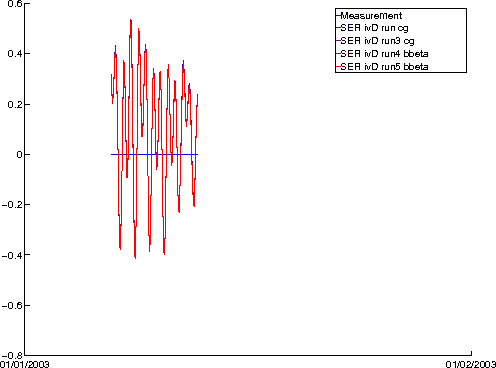 0.6
Measurement
SER ivD run cg
SER ivD run3 cg
SER ivD run4 bbeta
SER ivD run5 bbeta
0.4
0.2
0
-0.2
-0.4
-0.6
-0.8
01/01/2003
01/02/2003